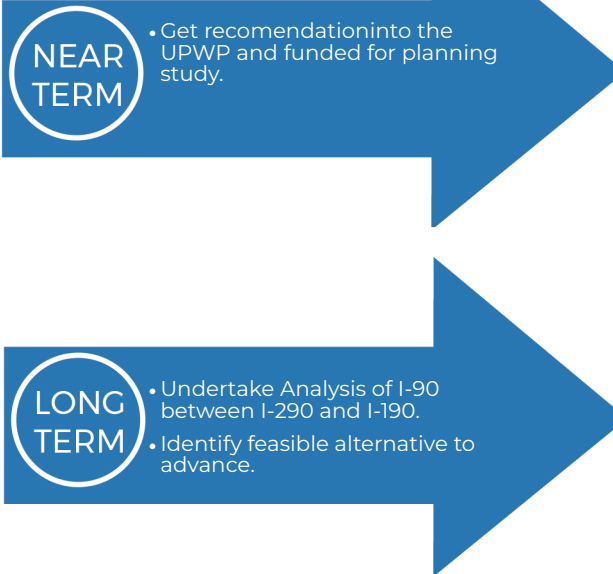 NEAR
TERM
• Get recomendationinto the
UPWP and funded for planning
study.
LONG
TERM
• Undertake Analysis of I-90
between I-290 and I-190.
• Identify feasible alternative to
advance.